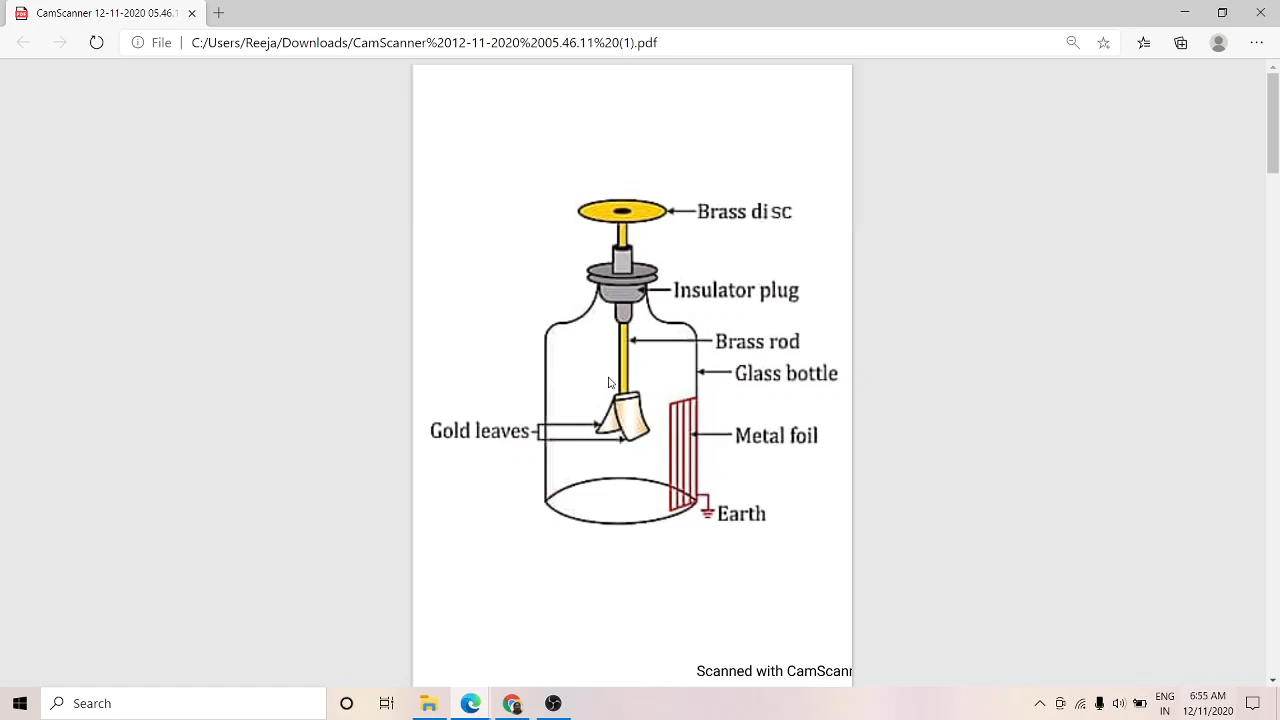 CamScanner 12-11-2020 05.46.1
File
C:/Users/Reeja/Downloads/CamScanner%2012-11-2020%2005.46.11%20(1).pdf
Brass disc
Insulator plug
Brass rod
Glass bottle
Gold leaves
Metal foil
Earth
Scanned with CamScanr
Search
ENG
IN
6:55 AM
12/11/2020